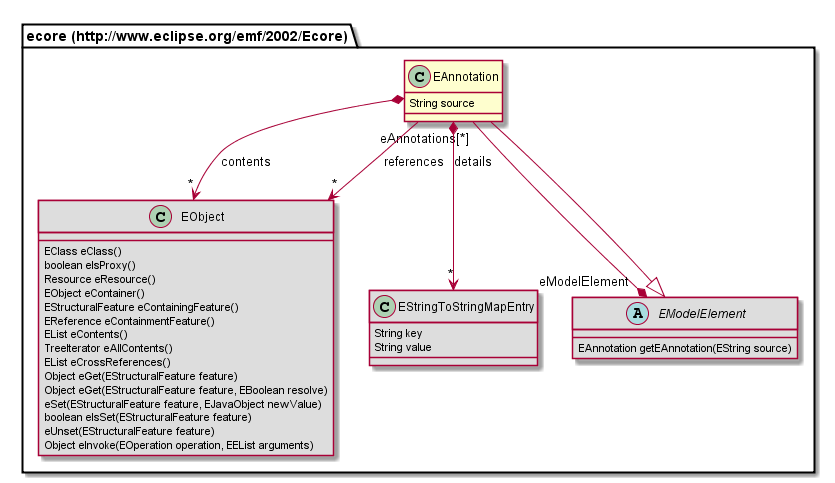 ecore (http://www.eclipse.org/emf/2002/Ecore)
C EAnnotation
String source
eAnnotations[*]
contents
references
details
*
*
*
C EObject
EClass eClass()
boolean eIsProxy()
Resource eResource()
EObject eContainer()
EStructuralFeature eContainingFeature()
EReference eContainmentFeature()
EList eContents()
TreeIterator eAllContents()
EList eCrossReferences()
Object eGet(EStructuralFeature feature)
Object eGet(EStructuralFeature feature, EBoolean resolve)
eSet(EStructuralFeature feature, EJavaObject newValue)
boolean eIsSet(EStructuralFeature feature)
eUnset(EStructuralFeature feature)
Object eInvoke(EOperation operation, EEList arguments)
C EStringToStringMapEntry
String key
String value
eModelElement
A EModelElement
EAnnotation getEAnnotation(EString source)